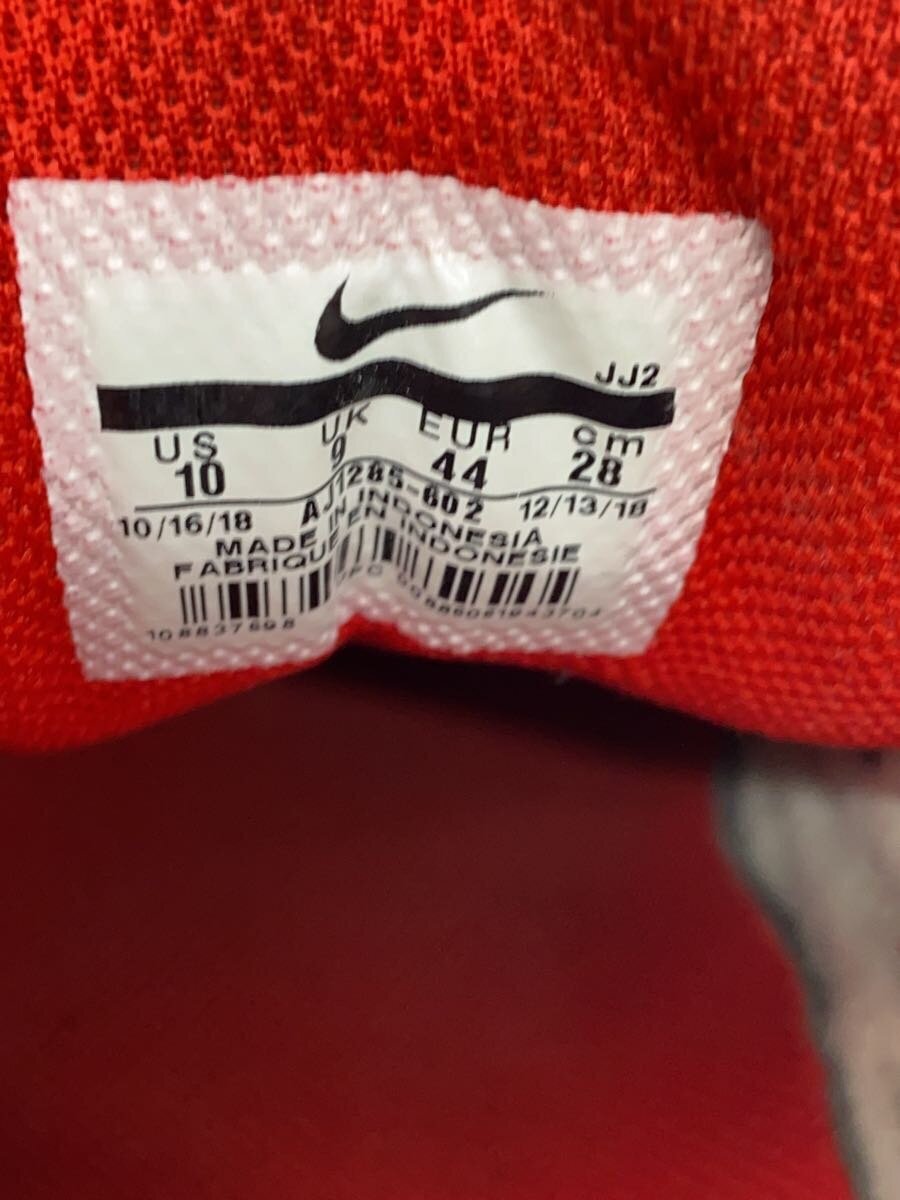 JJ2
US UK EUR cm
10 9 44 28
10/16/18 AJ1285-602 12/13/18
MADE IN INDONESIA
FABRIQUE EN INDONESIE